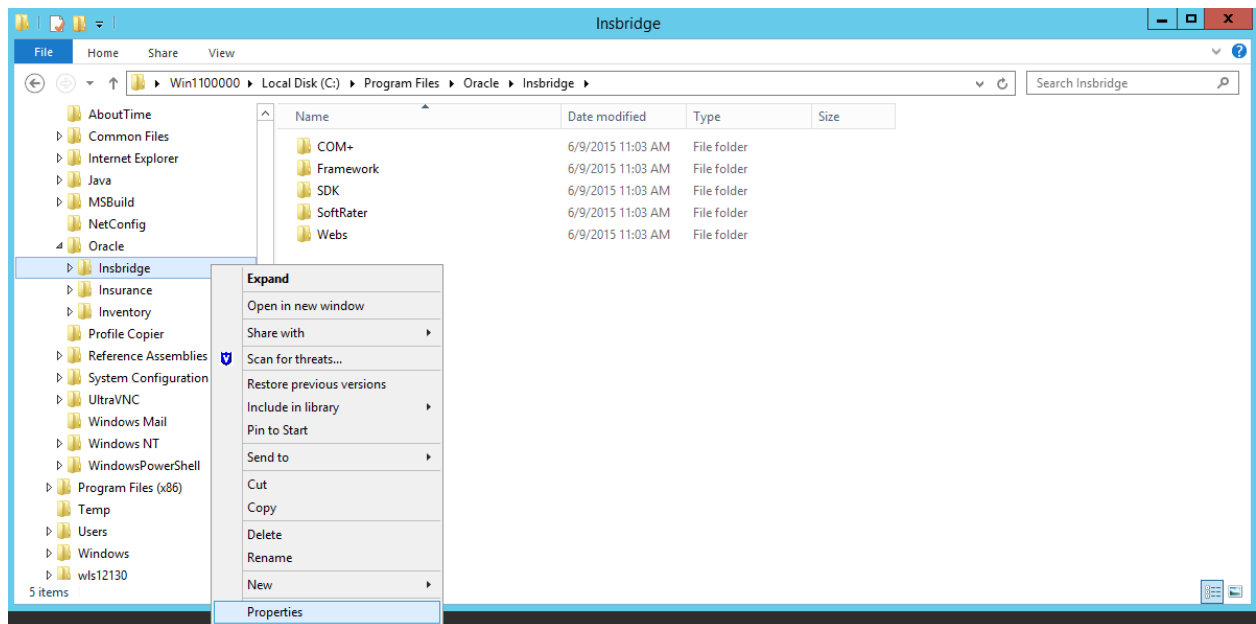 Insbridge
File Home Share View
Win1100000 Local Disk (C:) Program Files Oracle Insbridge
Search Insbridge
AboutTime
Common Files
Internet Explorer
Java
MSBuild
NetConfig
Oracle
Insbridge
Insurance
Inventory
Profile Copier
Reference Assemblies
System Configuration
UltraVNC
Windows Mail
Windows NT
WindowsPowerShell
Program Files (x86)
Temp
Users
Windows
wls12130
5 items
Name Date modified Type Size
COM+ 6/9/2015 11:03 AM File folder
Framework 6/9/2015 11:03 AM File folder
SDK 6/9/2015 11:03 AM File folder
SoftRater 6/9/2015 11:03 AM File folder
Webs 6/9/2015 11:03 AM File folder
Expand
Open in new window
Share with
Scan for threats...
Restore previous versions
Include in library
Pin to Start
Send to
Cut
Copy
Delete
Rename
New
Properties